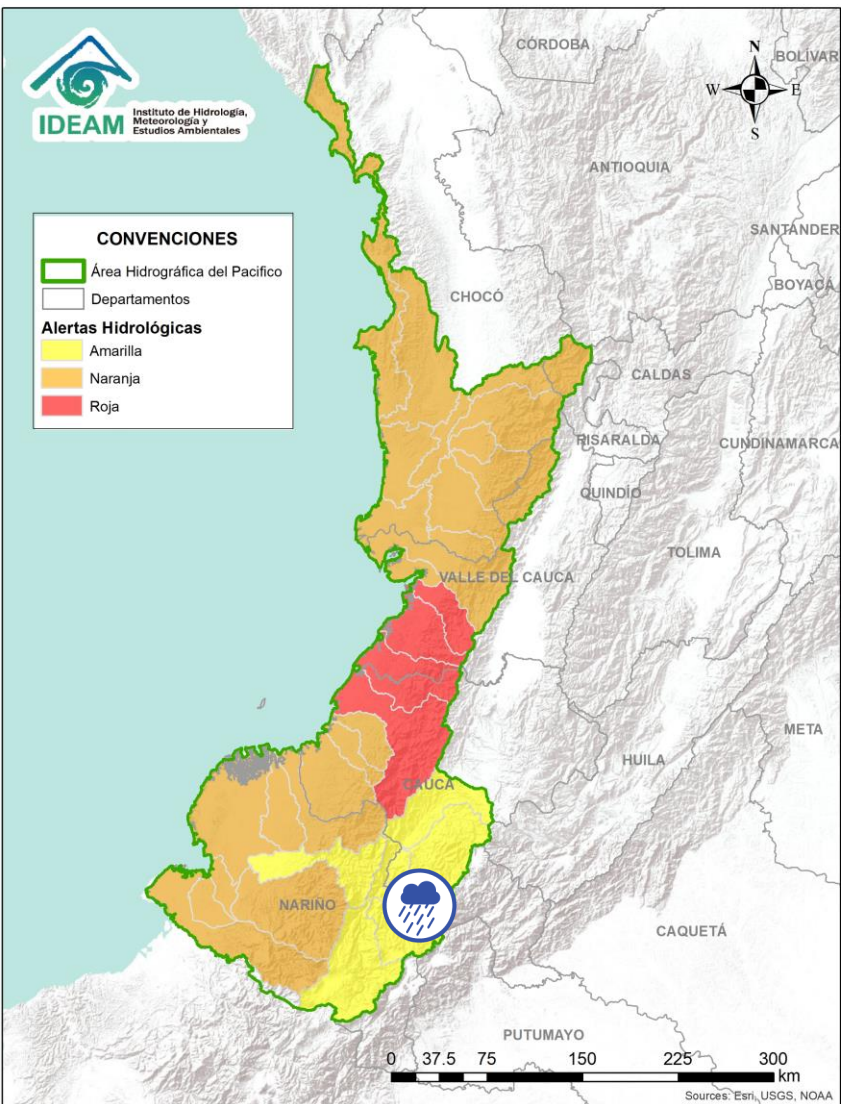 IDEAM
Instituto de Hidrología,
Meteorología y
Estudios Ambientales
CONVENCIONES
Área Hidrográfica del Pacifico
Departamentos
Alertas Hidrológicas
Amarilla
Naranja
Roja
N
W
E
S
CÓRDOBA
BOLÍVAR
ANTIOQUIA
SANTANDER
BOYACÁ
CHOCÓ
CALDAS
RISARALDA
CUNDINAMARCA
QUINDÍO
TOLIMA
VALLE DEL CAUCA
META
HUILA
CAUCA
NARIÑO
CAQUETÁ
PUTUMAYO
0 37.5 75 150 225 300
km
Sources: Esri, USGS, NOAA